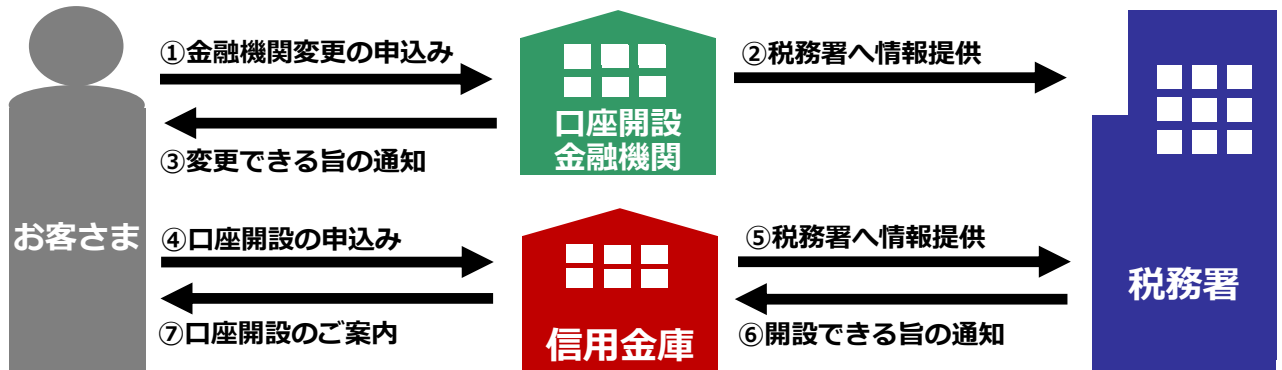 ①金融機関変更の申込み
②税務署へ情報提供
口座開設
金融機関
③変更できる旨の通知
お客さま
④口座開設の申込み
⑤税務署へ情報提供
税務署
信用金庫
⑥開設できる旨の通知
⑦口座開設のご案内